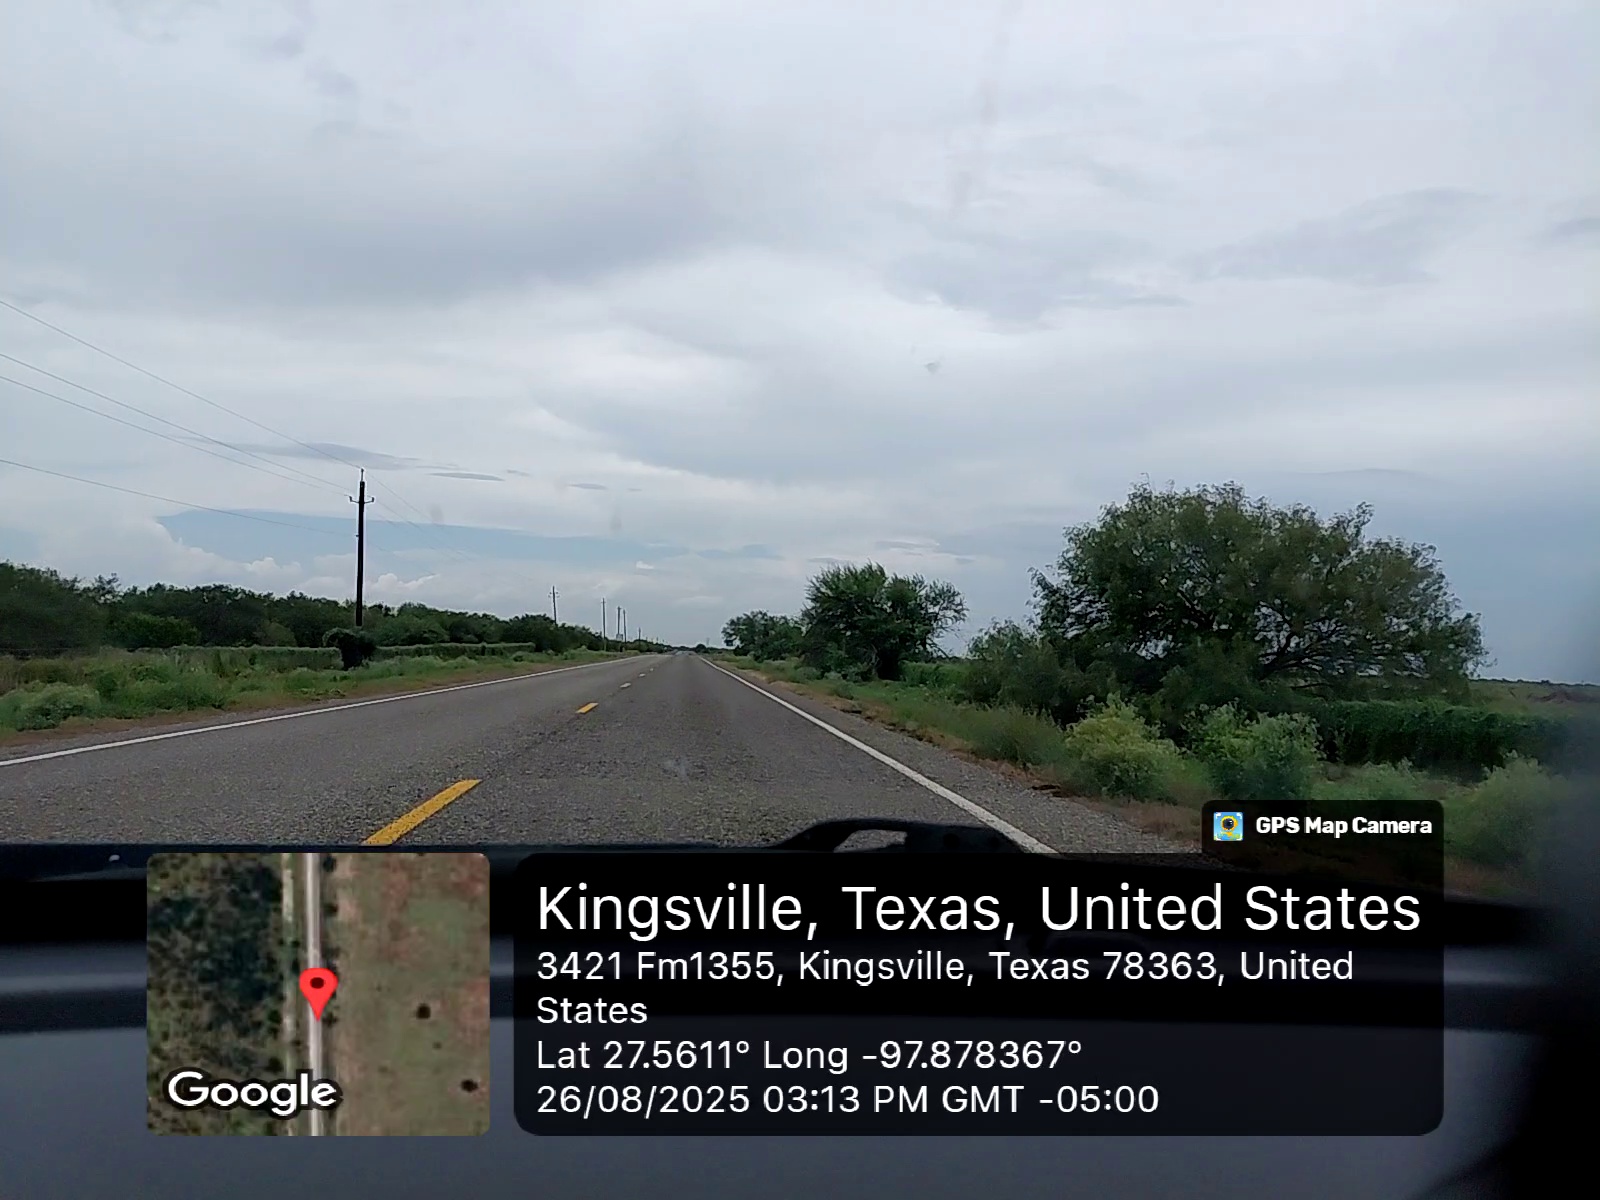 GPS Map Camera
Kingsville, Texas, United States
3421 Fm1355, Kingsville, Texas 78363, United
States
Lat 27.5611° Long -97.878367°
26/08/2025 03:13 PM GMT -05:00
Google